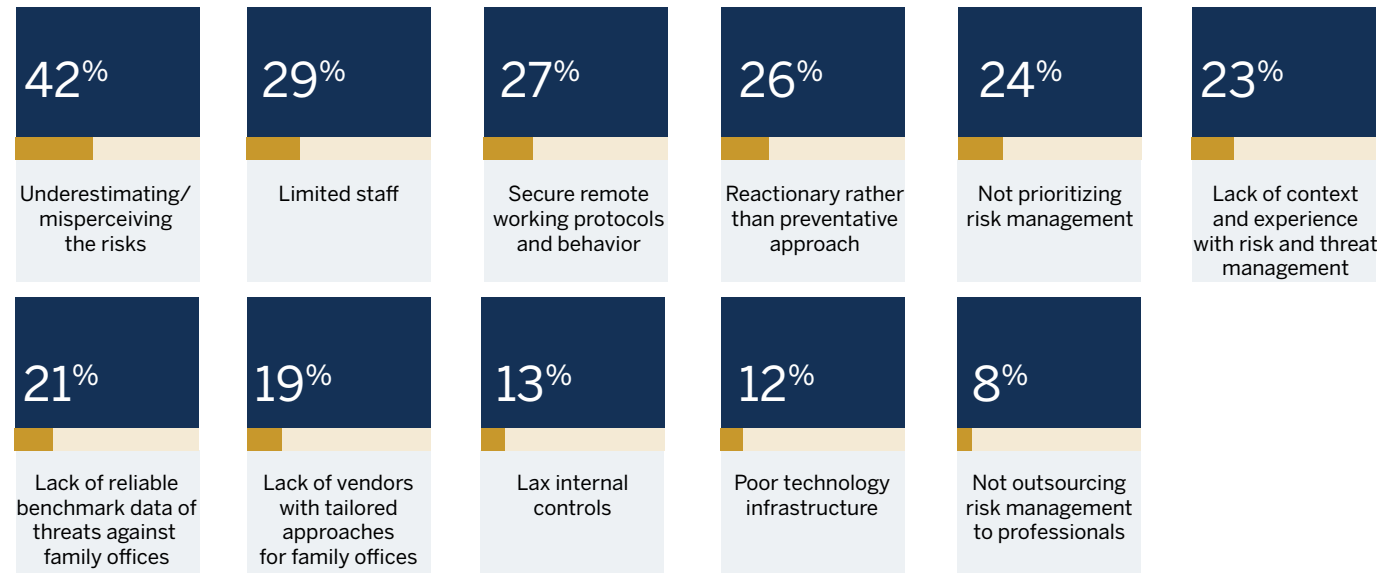 42%
Underestimating/
misperceiving
the risks
29%
Limited staff
27%
Secure remote
working protocols
and behavior
26%
Reactionary rather
than preventative
approach
24%
Not prioritizing
risk management
23%
Lack of context
and experience
with risk and threat
management
21%
Lack of reliable
benchmark data of
threats against
family offices
19%
Lack of vendors
with tailored
approaches
for family offices
13%
Lax internal
controls
12%
Poor technology
infrastructure
8%
Not outsourcing
risk management
to professionals